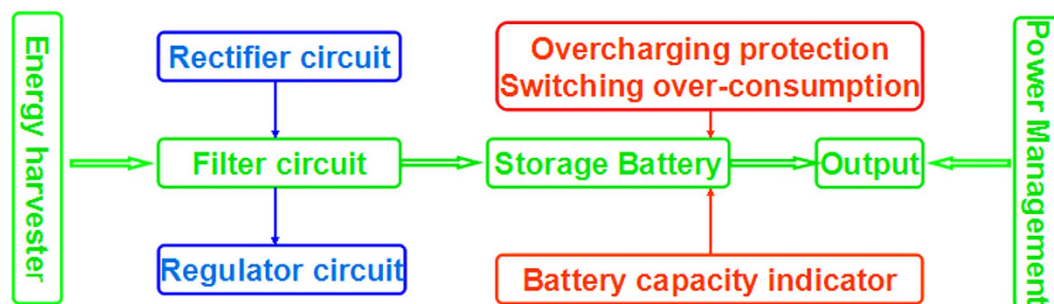 Energy harvester
Rectifier circuit
Filter circuit
Regulator circuit
Overcharging protection
Switching over-consumption
Storage Battery
Battery capacity indicator
Output
Power Management